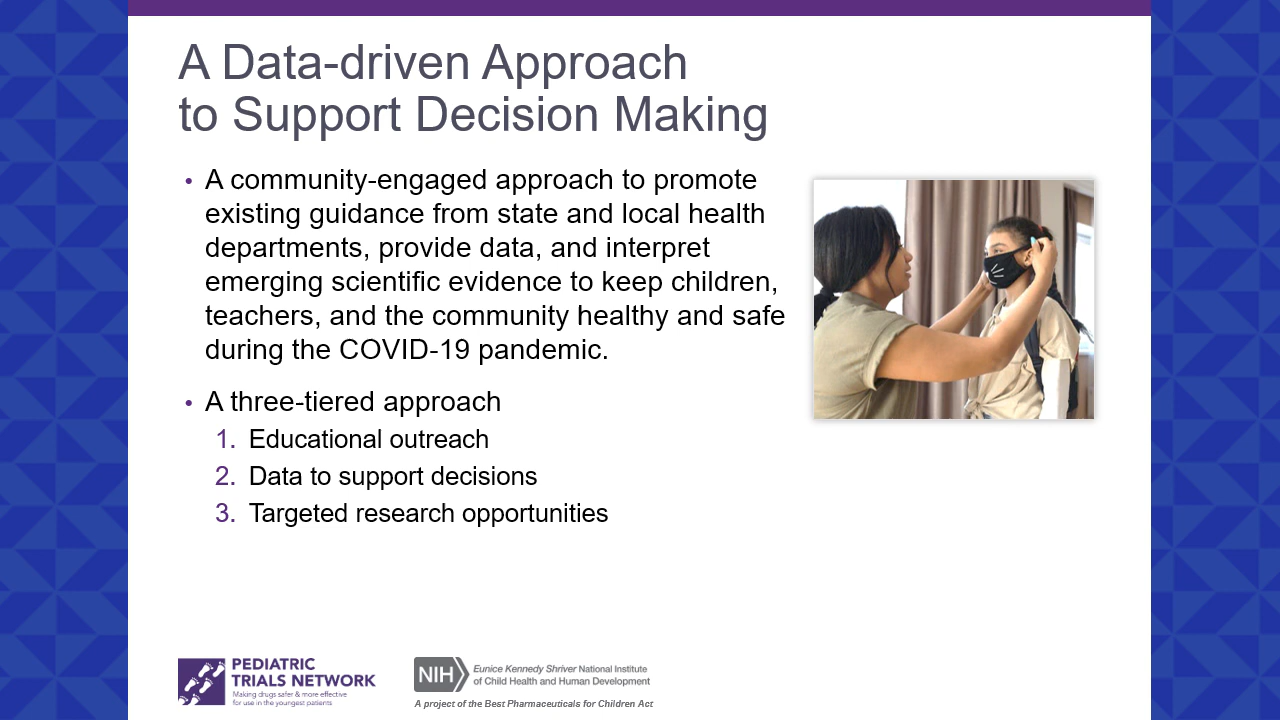 A Data-driven Approach
to Support Decision Making
• A community-engaged approach to promote
existing guidance from state and local health
departments, provide data, and interpret
emerging scientific evidence to keep children,
teachers, and the community healthy and safe
during the COVID-19 pandemic.
• A three-tiered approach
1. Educational outreach
2. Data to support decisions
3. Targeted research opportunities
PEDIATRIC
TRIALS NETWORK
Making drugs safer & more effective
for use in the youngest patients
NIH
Eunice Kennedy Shriver National Institute
of Child Health and Human Development
A project of the Best Pharmaceuticals for Children Act